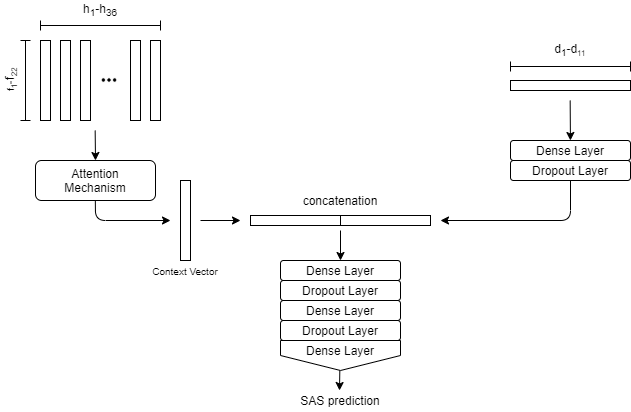 h₁-h₃₆
f₁-f₂₂
...
d₁-d₁₁
Attention
Mechanism
Dense Layer
Dropout Layer
concatenation
Context Vector
Dense Layer
Dropout Layer
Dense Layer
Dropout Layer
Dense Layer
SAS prediction